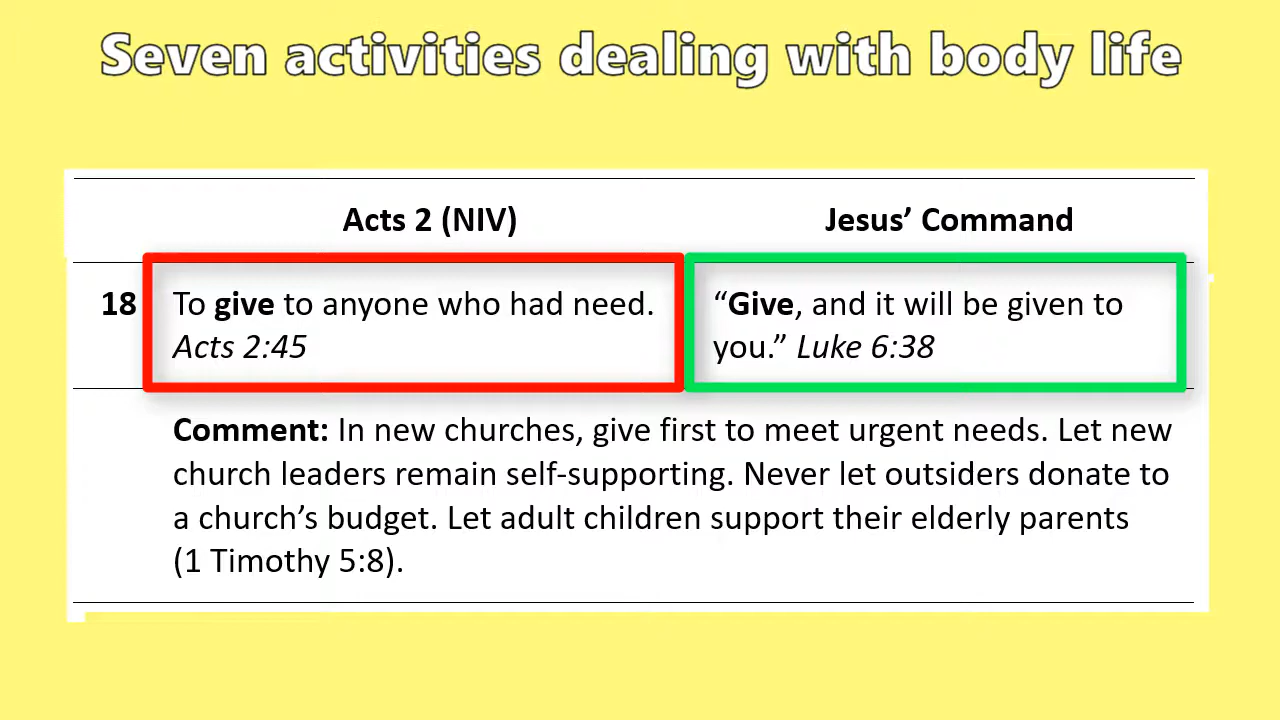 Seven activities dealing with body life
Acts 2 (NIV)
Jesus’ Command
18
To give to anyone who had need.
Acts 2:45
“Give, and it will be given to
you.” Luke 6:38
Comment: In new churches, give first to meet urgent needs. Let new
church leaders remain self-supporting. Never let outsiders donate to
a church’s budget. Let adult children support their elderly parents
(1 Timothy 5:8).